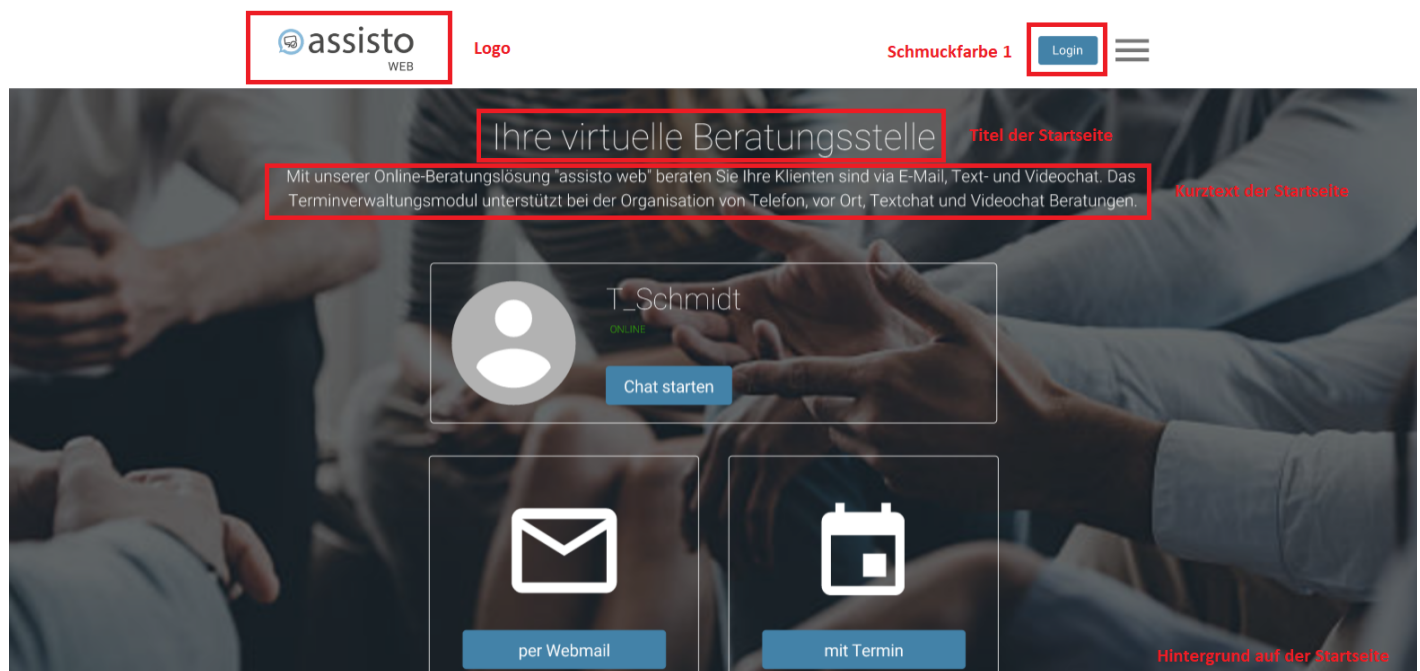 assisto
WEB
Logo
Schmuckfarbe 1
Login
Ihre virtuelle Beratungsstelle
Titel der Startseite
Mit unserer Online-Beratungslösung "assisto web" beraten Sie Ihre Klienten sind via E-Mail, Text- und Videochat. Das
Terminverwaltungsmodul unterstützt bei der Organisation von Telefon, vor Ort, Textchat und Videochat Beratungen.
Kurztext der Startseite
T_Schmidt
ONLINE
Chat starten
per Webmail
mit Termin
Hintergrund auf der Startseite